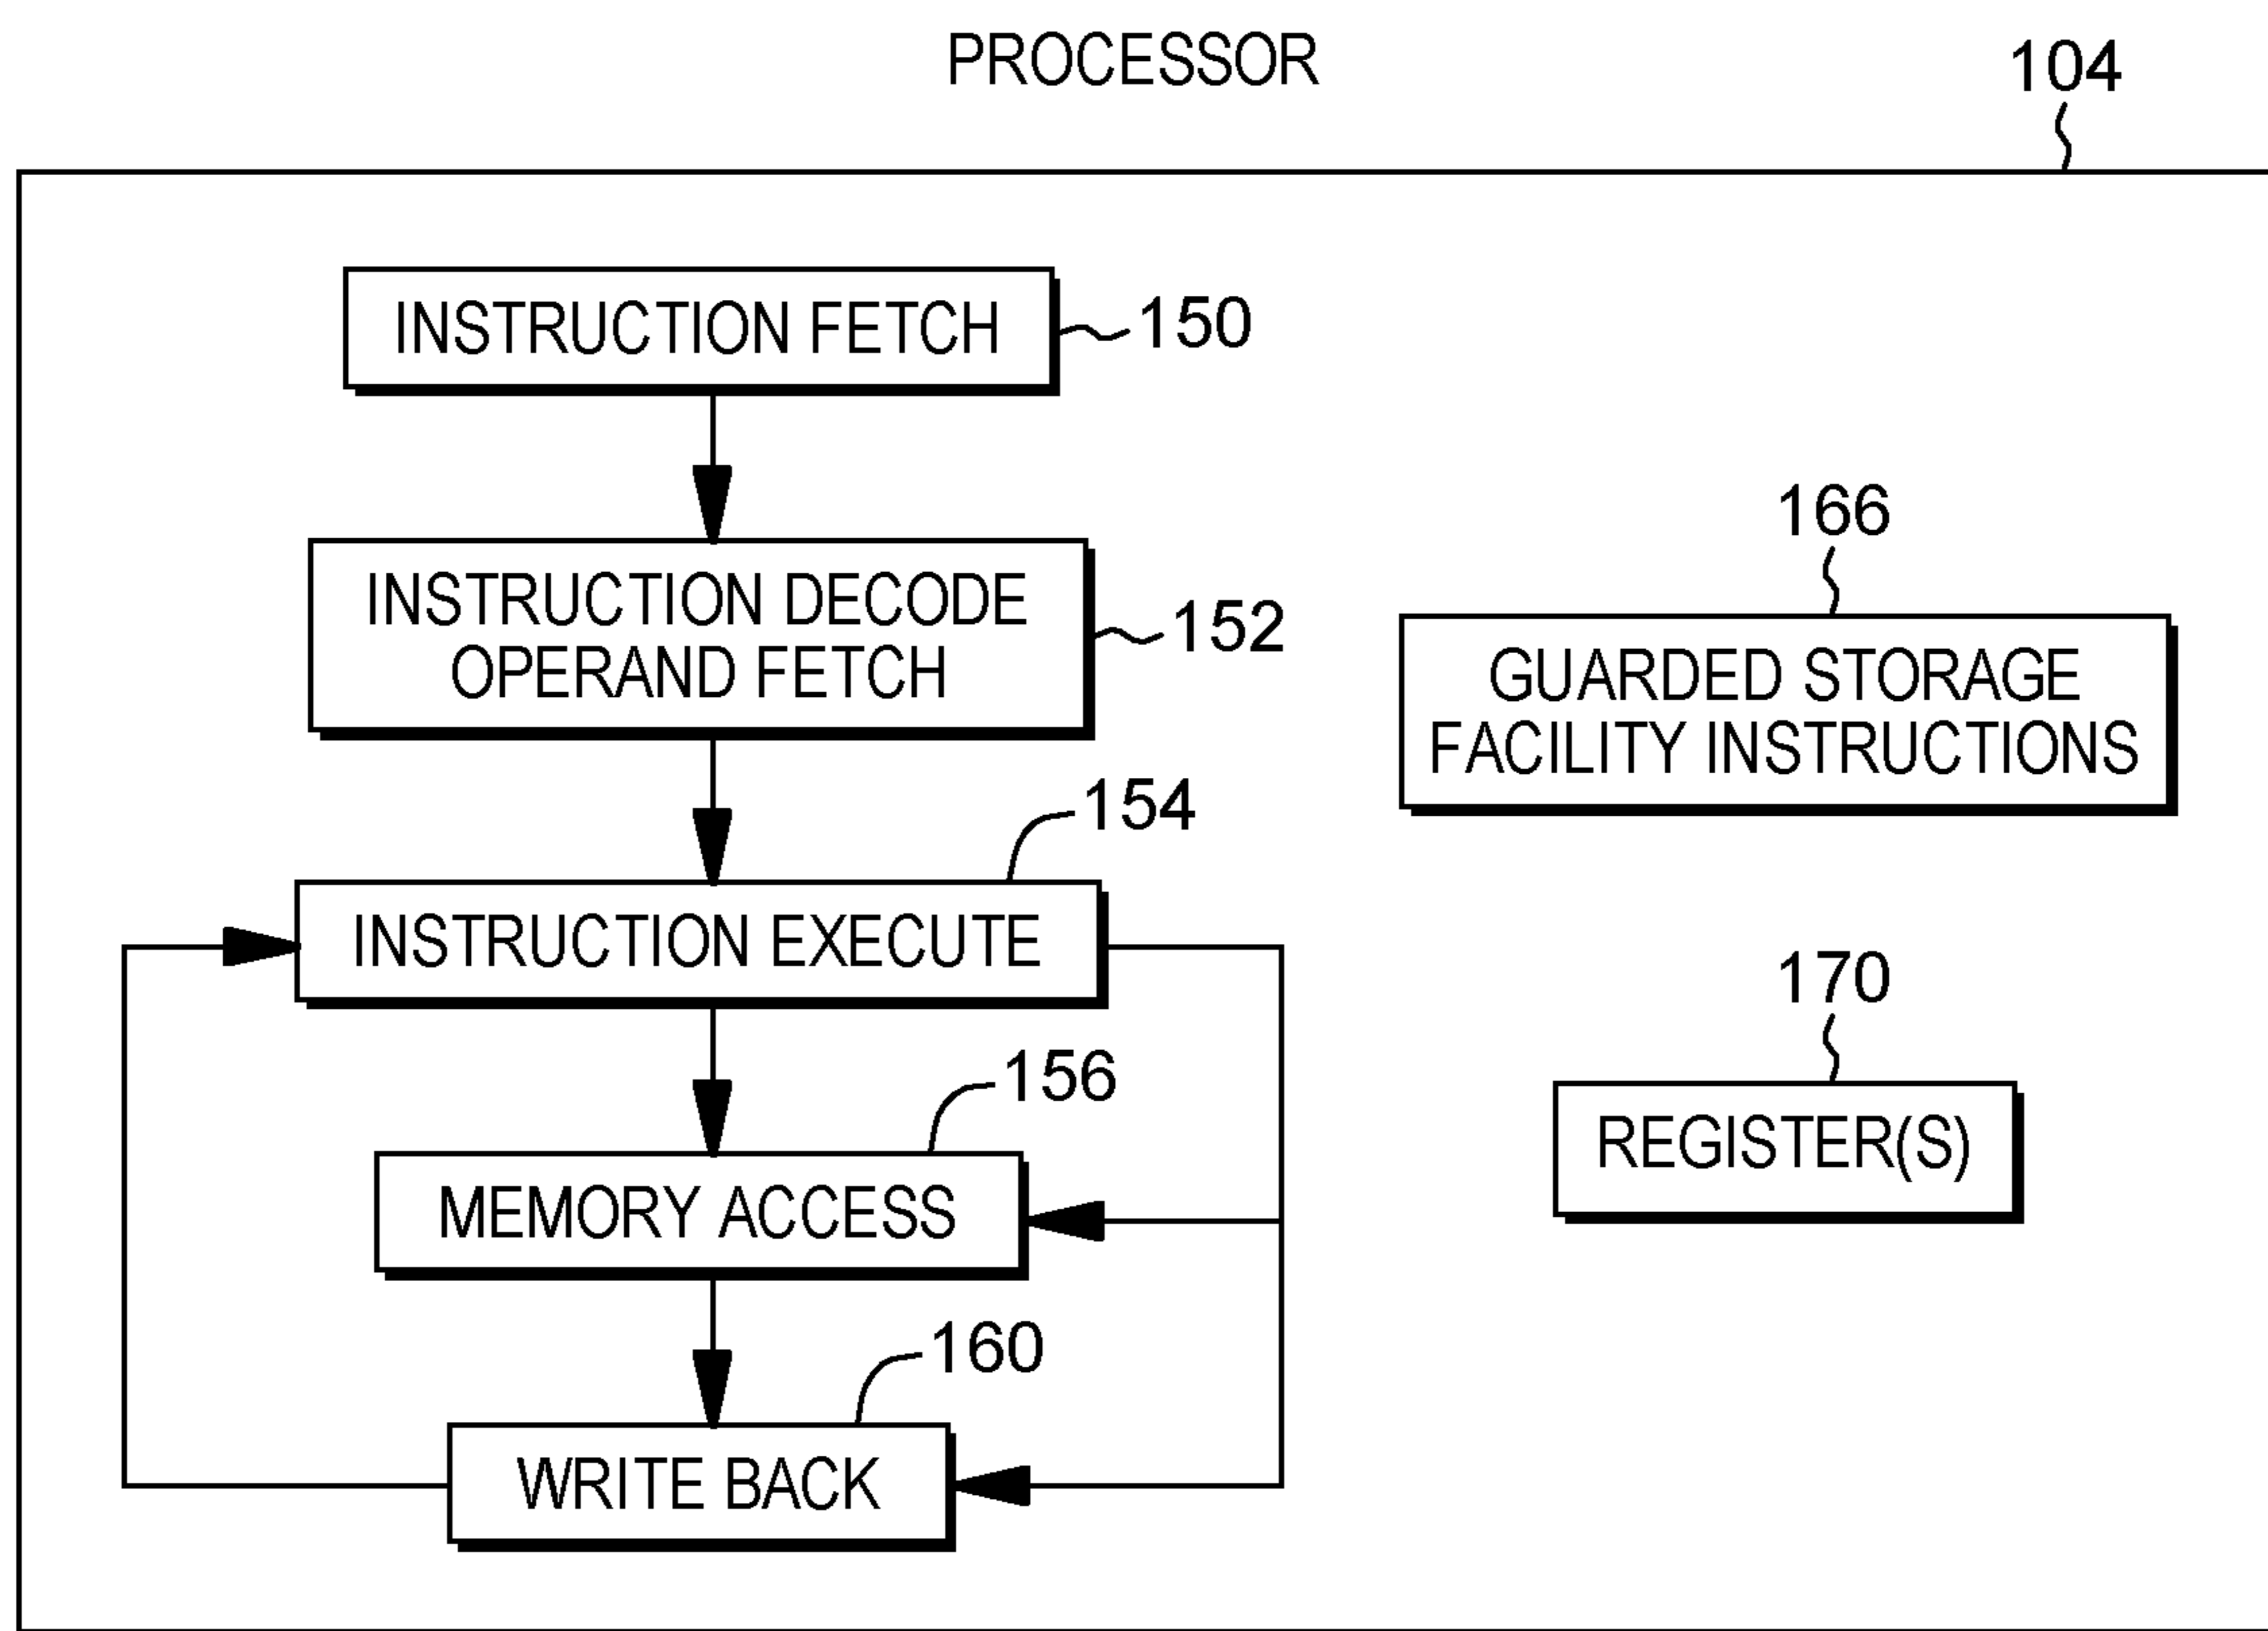 PROCESSOR
104
INSTRUCTION FETCH
150
INSTRUCTION DECODE
OPERAND FETCH
152
154
INSTRUCTION EXECUTE
156
MEMORY ACCESS
160
WRITE BACK
166
GUARDED STORAGE
FACILITY INSTRUCTIONS
170
REGISTER(S)